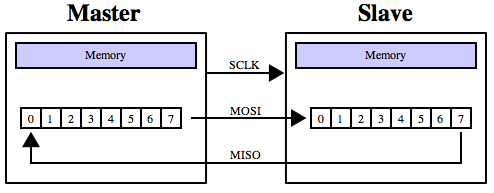 Master Slave
Memory Memory
SCLK
0 1 2 3 4 5 6 7 MOSI 0 1 2 3 4 5 6 7
MISO